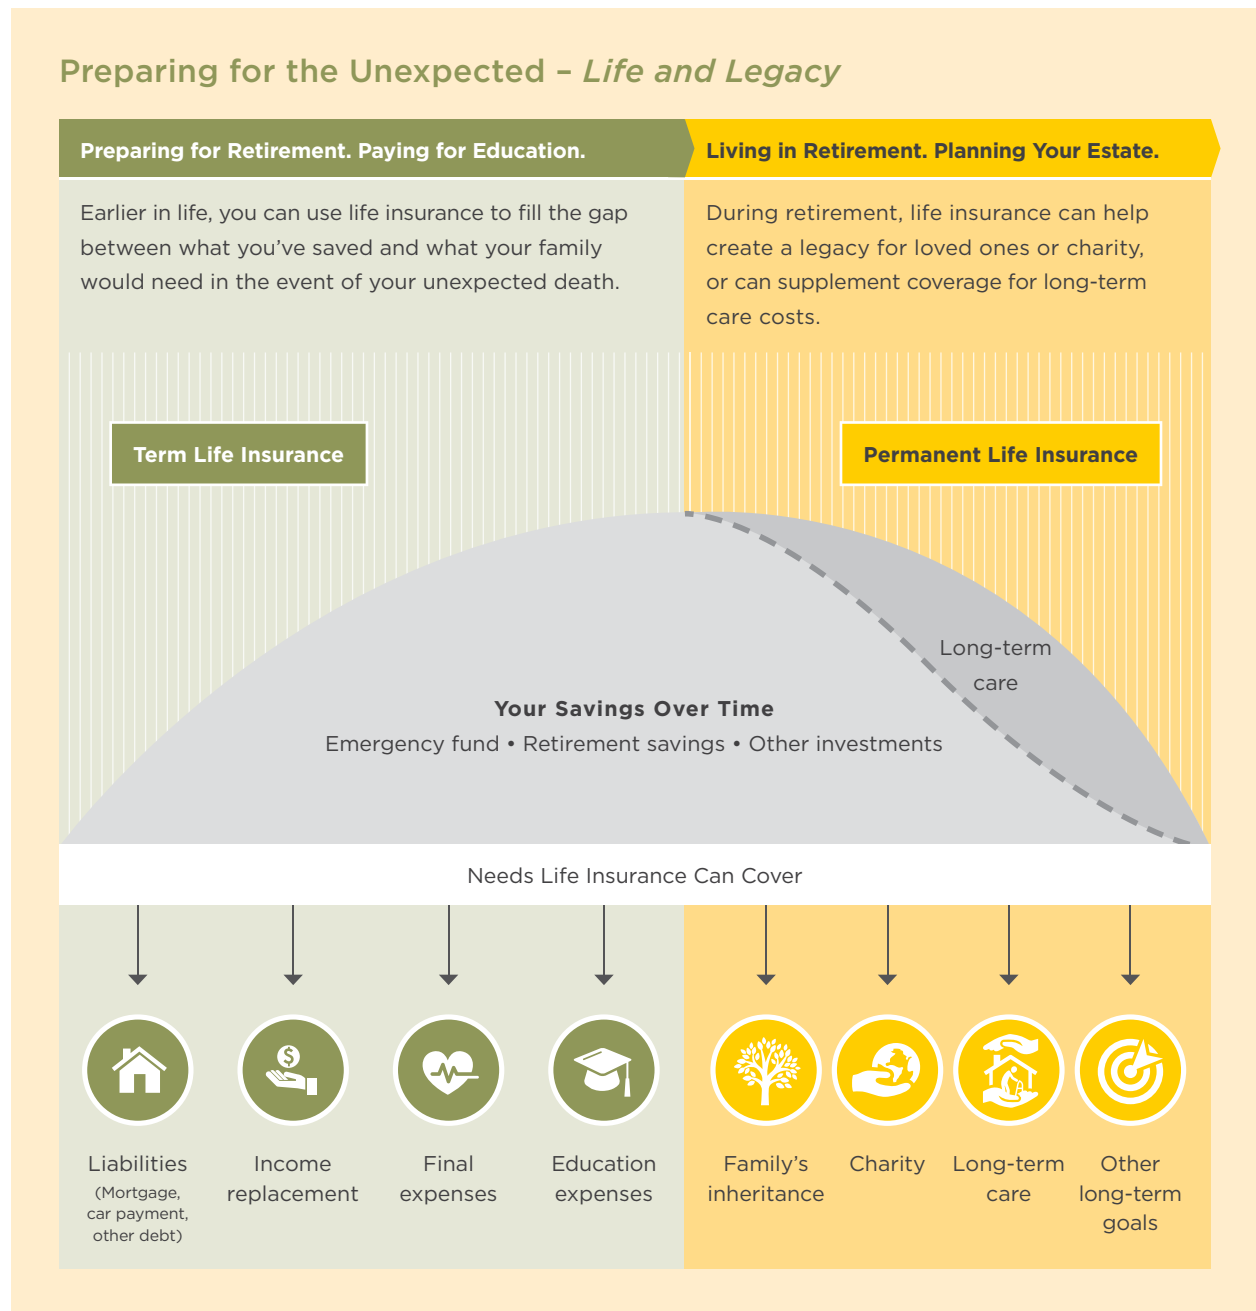 Preparing for the Unexpected – Life and Legacy
Preparing for Retirement. Paying for Education.
Earlier in life, you can use life insurance to fill the gap
between what you’ve saved and what your family
would need in the event of your unexpected death.
Living in Retirement. Planning Your Estate.
During retirement, life insurance can help
create a legacy for loved ones or charity,
or can supplement coverage for long-term
care costs.
Term Life Insurance
Permanent Life Insurance
Long-term
care
Your Savings Over Time
Emergency fund • Retirement savings • Other investments
Needs Life Insurance Can Cover
$
Liabilities
(Mortgage,
car payment,
other debt)
Income
replacement
Final
expenses
Education
expenses
Family’s
inheritance
Charity
Long-term
care
Other
long-term
goals